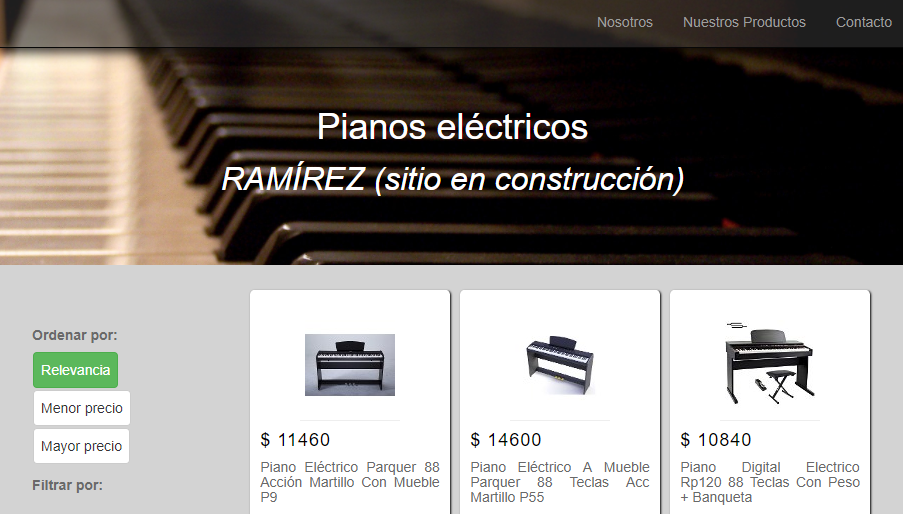 Nosotros
Nuestros Productos
Contacto
Pianos eléctricos
RAMÍREZ (sitio en construcción)
Ordenar por:
Relevancia
Menor precio
Mayor precio
Filtrar por:
$ 11460
Piano Eléctrico Parquer 88
Acción Martillo Con Mueble
P9
$ 14600
Piano Eléctrico A Mueble
Parquer 88 Teclas Acc
Martillo P55
$ 10840
Piano Digital Electrico
Rp120 88 Teclas Con Peso
+ Banqueta